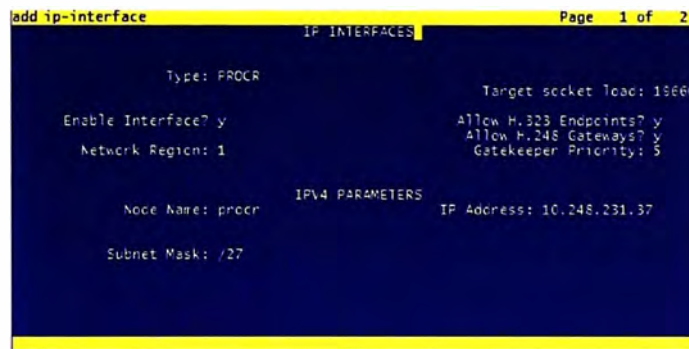 add ip-interface Page 1 of 2
IP INTERFACES
Type: PROCR
Target socket load: 1966
Enable Interface? y Allow H.323 Endpoints? y
Allow H.248 Gateways? y
Network Region: 1 Gatekeeper Priority: 5
IPV4 PARAMETERS
Node Name: procr IP Address: 10.248.231.37
Subnet Mask: /27